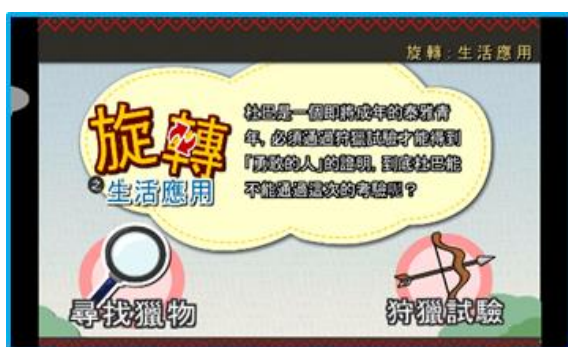 旋轉:生活應用
旋轉
之生活應用
杜巴是一個即將成年的泰雅青
年,必須通過狩獵試驗才能得到
「勇敢的人」的證明,到底杜巴能
不能通過這次的考驗呢?
尋找獵物
狩獵試驗